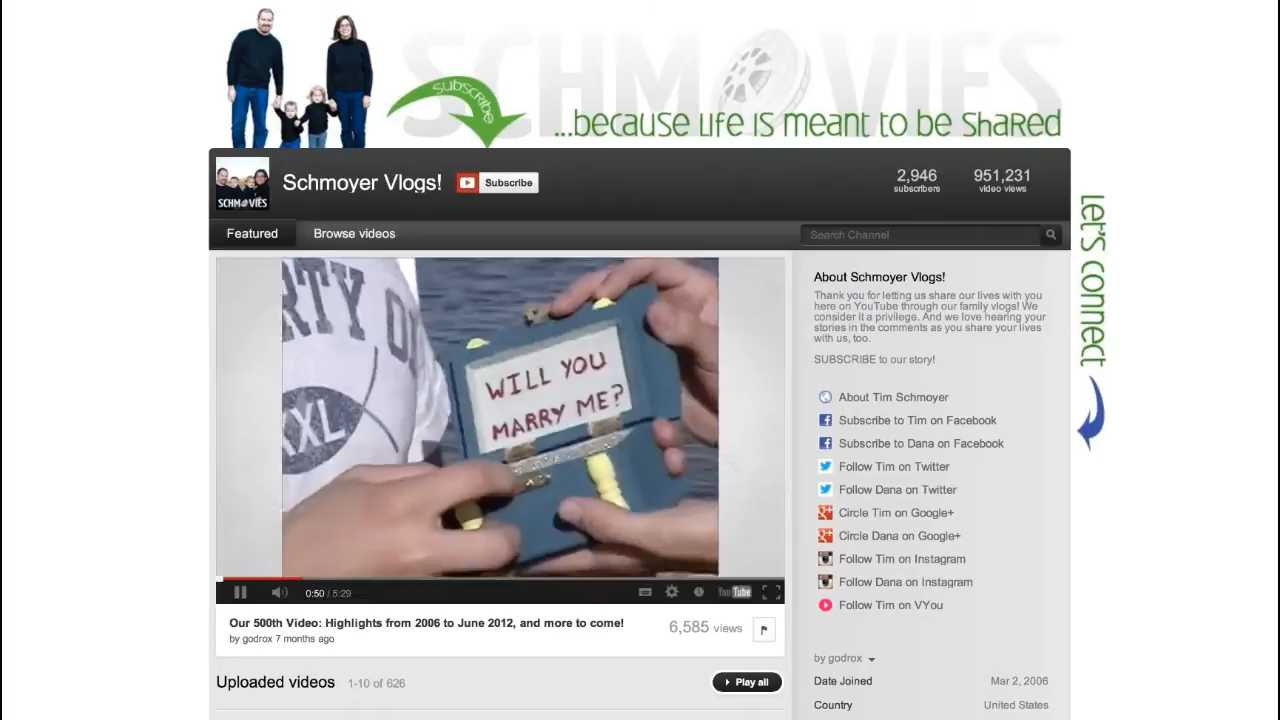 SCHMOVIES
SUBSCRIBE
...because life is meant to be shared
SCHMOVIES
Schmoyer Vlogs!
Subscribe
2,946
subscribers
951,231
video views
Featured
Browse videos
Search Channel
LET'S CONNECT
RTY O
XXL
WILL YOU
MARRY ME?
0:50 / 5:29
YouTube
Our 500th Video: Highlights from 2006 to June 2012, and more to come!
by godrox 7 months ago
6,585 views
Uploaded videos
1-10 of 626
Play all
About Schmoyer Vlogs!
Thank you for letting us share our lives with you
here on YouTube through our family vlogs! We
consider it a privilege. And we love hearing your
stories in the comments as you share your lives
with us, too.
SUBSCRIBE to our story!
About Tim Schmoyer
Subscribe to Tim on Facebook
Subscribe to Dana on Facebook
Follow Tim on Twitter
Follow Dana on Twitter
Circle Tim on Google+
Circle Dana on Google+
Follow Tim on Instagram
Follow Dana on Instagram
Follow Tim on VYou
by godrox
Date Joined
Mar 2, 2006
Country
United States